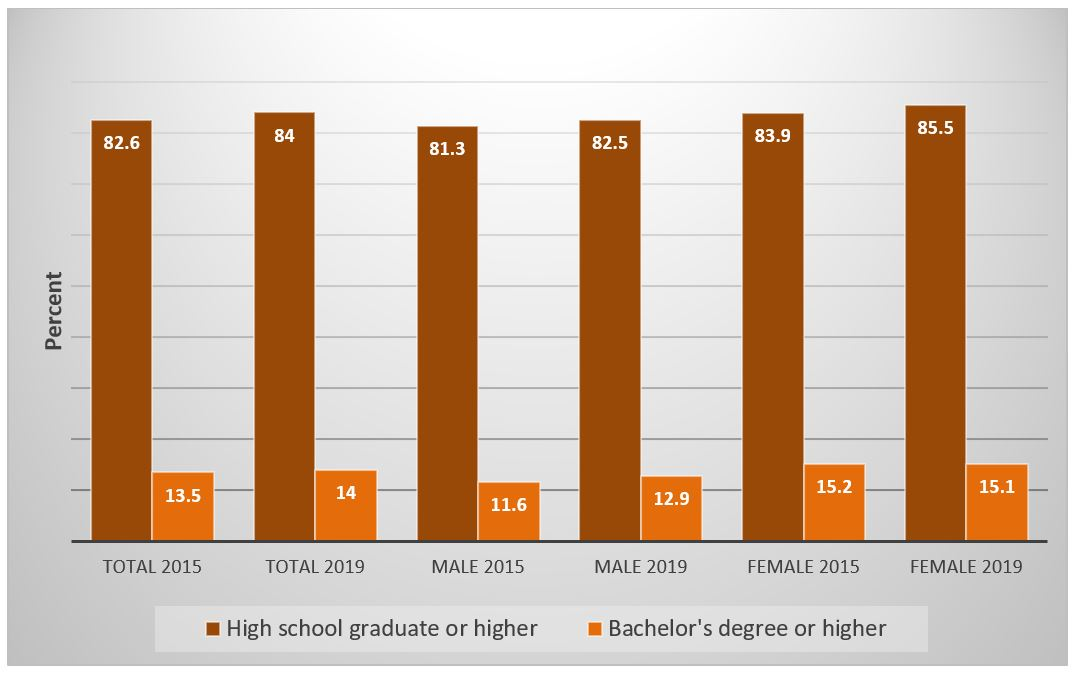 Percent
82.6
13.5
84
14
81.3
11.6
82.5
12.9
83.9
15.2
85.5
15.1
TOTAL 2015
TOTAL 2019
MALE 2015
MALE 2019
FEMALE 2015
FEMALE 2019
High school graduate or higher
Bachelor's degree or higher